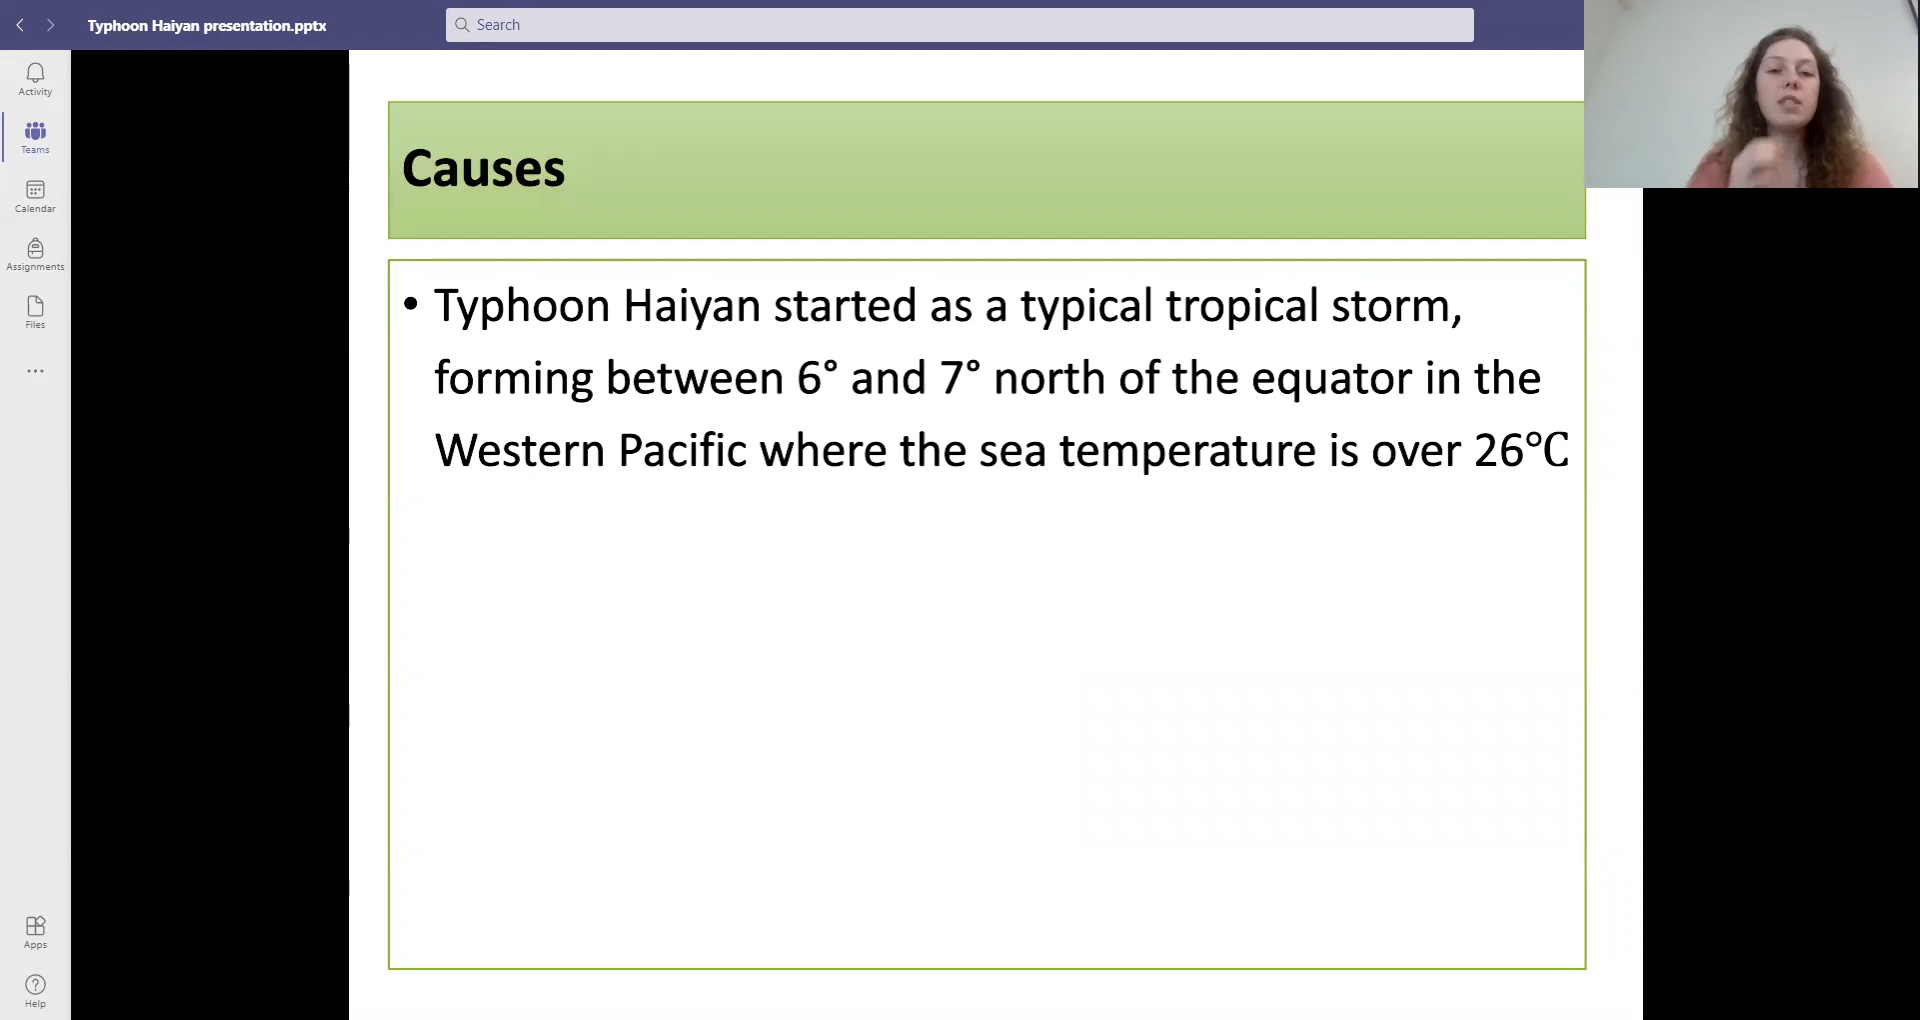 Typhoon Haiyan presentation.pptx
Search
Activity
Teams
Calendar
Assignments
Files
Apps
Help
Causes
• Typhoon Haiyan started as a typical tropical storm,
forming between 6° and 7° north of the equator in the
Western Pacific where the sea temperature is over 26℃